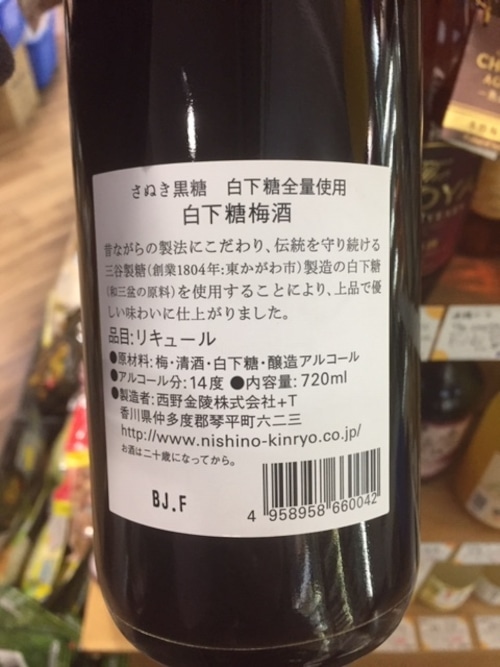 さぬき黒糖　白下糖全量使用
白下糖梅酒
昔ながらの製法にこだわり、伝統を守り続ける
三谷製糖(創業1804年:東かがわ市)製造の白下糖
(和三盆の原料)を使用することにより、上品で優
しい味わいに仕上がりました。
品目:リキュール
●原材料:梅・清酒・白下糖・醸造アルコール
●アルコール分:14度 ●内容量:720ml
●製造者:西野金陵株式会社+T
香川県仲多度郡琴平町六二三
http://www.nishino-kinryo.co.jp/
お酒は二十歳になってから。
BJ.F
4 958958 660042